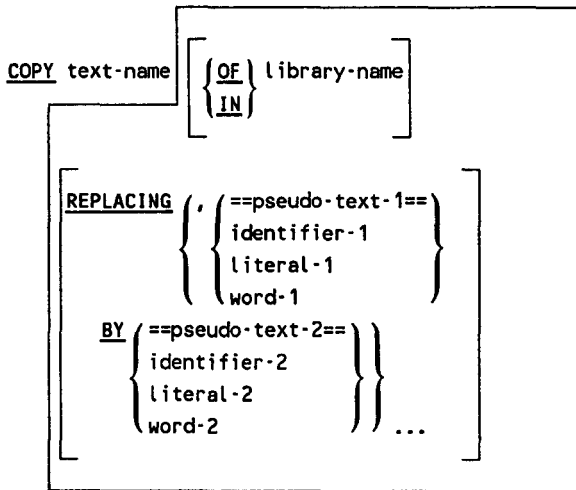 COPY text-name [ { OF
IN } library-name ]
[ REPLACING { , { ==pseudo-text-1==
identifier-1
literal-1
word-1 }
BY { ==pseudo-text-2==
identifier-2
literal-2
word-2 } } ... ]